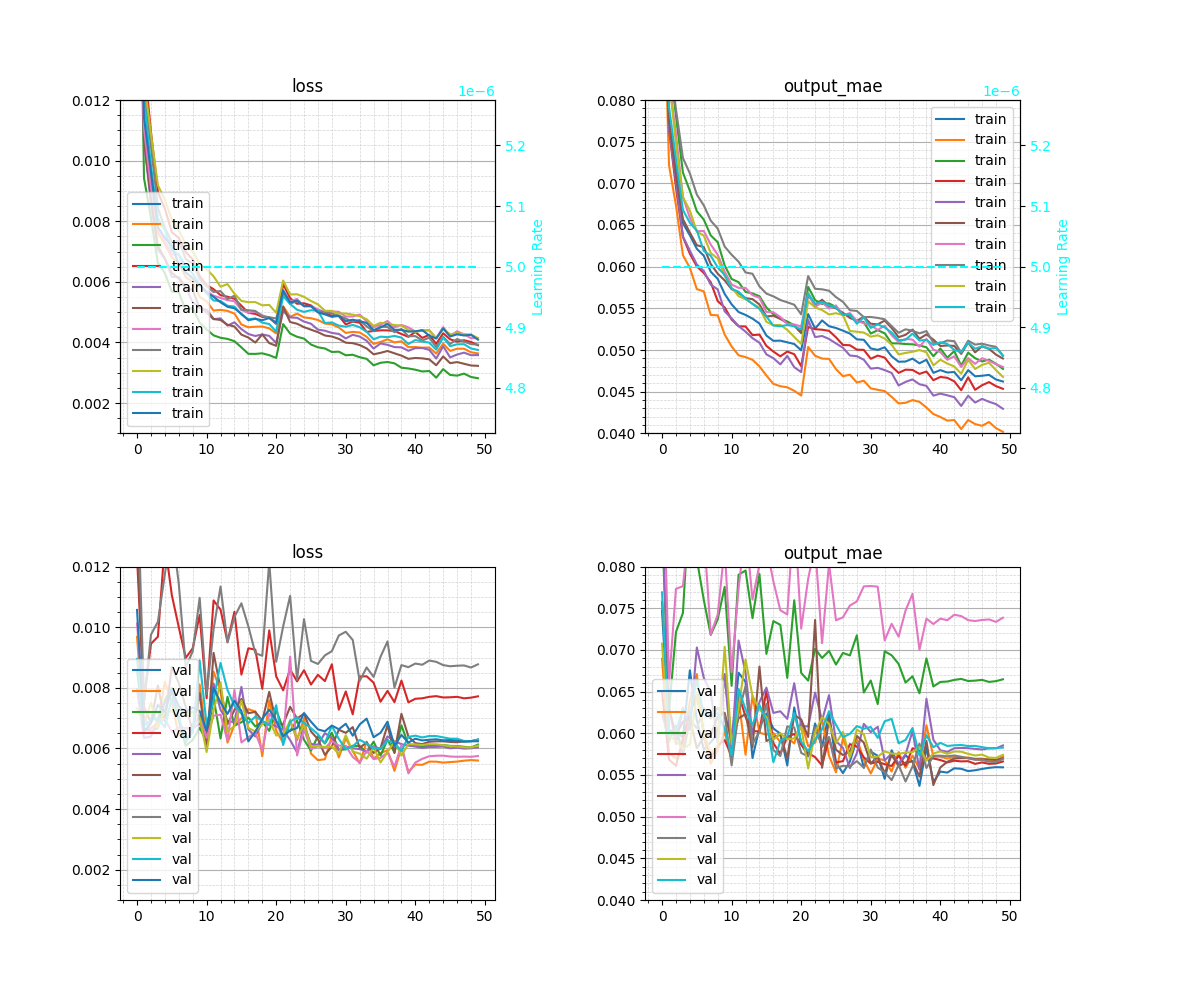 loss
1e−6
0.012
0.010
0.008
0.006
0.004
0.002
train
train
train
train
train
train
train
train
train
train
train
5.2
5.1
5.0
4.9
4.8
Learning Rate
0 10 20 30 40 50
output_mae
1e−6
0.080
0.075
0.070
0.065
0.060
0.055
0.050
0.045
0.040
train
train
train
train
train
train
train
train
train
train
5.2
5.1
5.0
4.9
4.8
Learning Rate
0 10 20 30 40 50
loss
0.012
0.010
0.008
0.006
0.004
0.002
val
val
val
val
val
val
val
val
val
val
val
0 10 20 30 40 50
output_mae
0.080
0.075
0.070
0.065
0.060
0.055
0.050
0.045
0.040
val
val
val
val
val
val
val
val
val
val
0 10 20 30 40 50